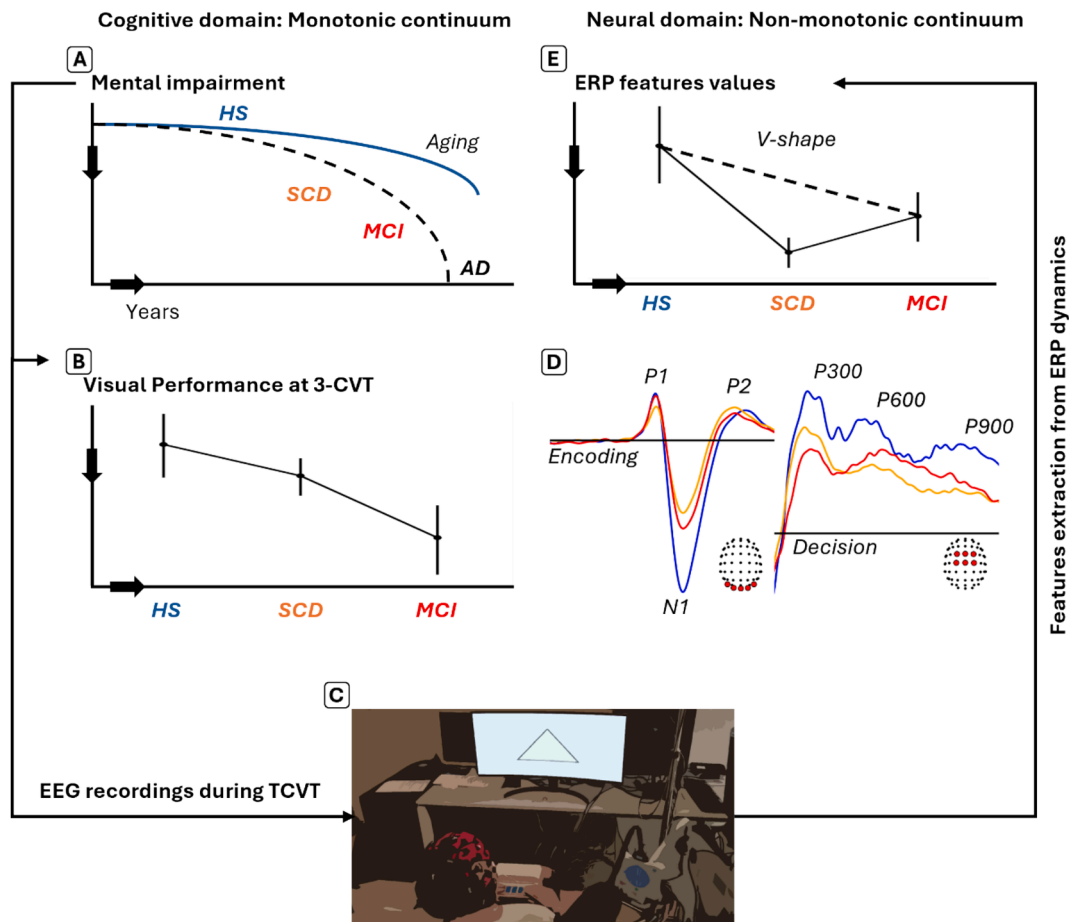 Cognitive domain: Monotonic continuum
Neural domain: Non-monotonic continuum
A
Mental impairment
HS
Aging
SCD
MCI
AD
Years
E
ERP features values
V-shape
HS
SCD
MCI
B
Visual Performance at 3-CVT
HS
SCD
MCI
D
P1
P2
P300
P600
P900
Encoding
Decision
N1
C
EEG recordings during TCVT
Features extraction from ERP dynamics